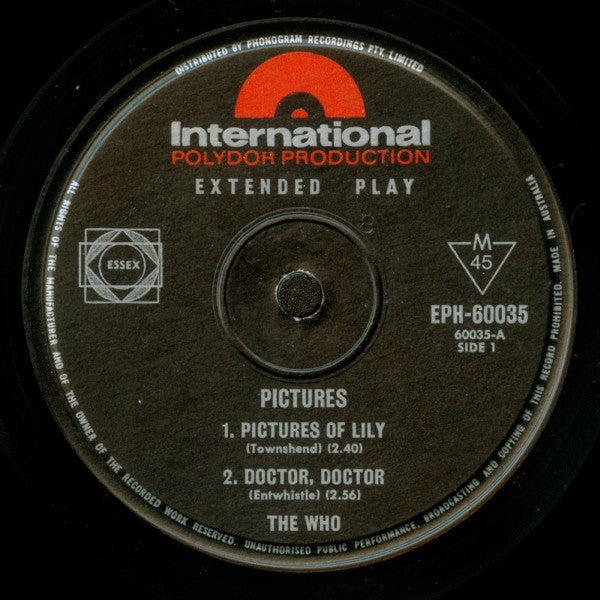 DISTRIBUTED BY PHONOGRAM RECORDINGS PTY. LIMITED
International
POLYDOR PRODUCTION
EXTENDED PLAY
ESSEX
M
45
EPH-60035
60035-A
SIDE 1
PICTURES
1. PICTURES OF LILY
(Townshend) (2.40)
2. DOCTOR, DOCTOR
(Entwhistle) (2.56)
THE WHO
ALL RIGHTS OF THE MANUFACTURER AND OF THE OWNER OF THE RECORDED WORK RESERVED. UNAUTHORISED PUBLIC PERFORMANCE, BROADCASTING AND COPYING OF THIS RECORD PROHIBITED. MADE IN AUSTRALIA